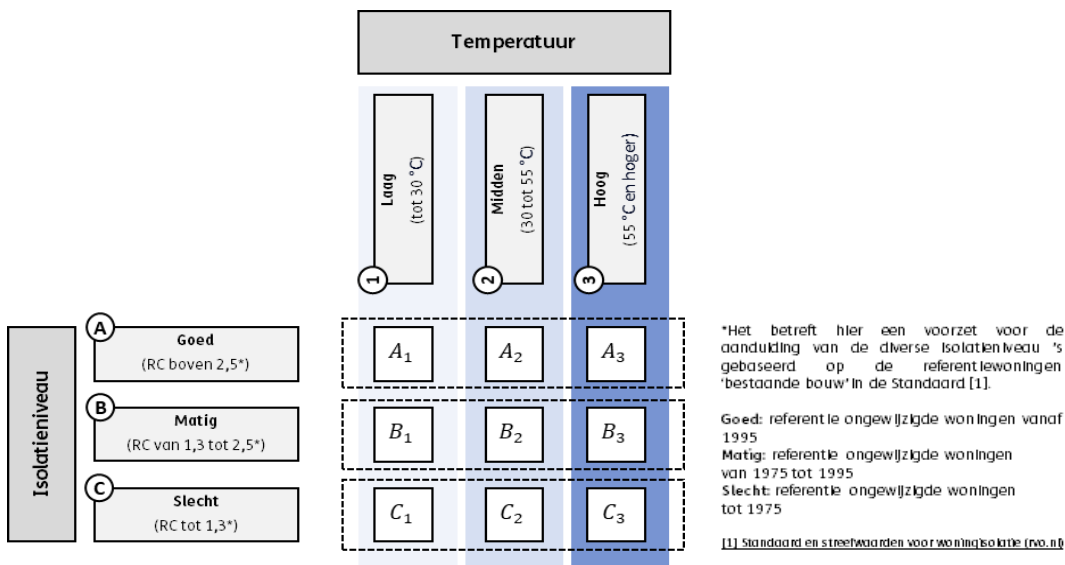 Temperatuur
Laag
(tot 30 °C)
1
Midden
(30 tot 55 °C)
2
Hoog
(55 °C en hoger)
3
Isolatieniveau
A
Goed
(RC boven 2,5*)
B
Matig
(RC van 1,3 tot 2,5*)
C
Slecht
(RC tot 1,3*)
A₁ A₂ A₃
B₁ B₂ B₃
C₁ C₂ C₃
*Het betreft hier een voorzet voor de
aanduiding van de diverse isolatieniveau 's
gebaseerd op de referentiewoningen
'bestaande bouw' in de Standaard [1].
Goed: referentie ongewijzigde woningen vanaf
1995
Matig: referentie ongewijzigde woningen
van 1975 tot 1995
Slecht: referentie ongewijzigde woningen
tot 1975
[1] Standaard en streefwaarden voor woningisolatie (rvo.nl)